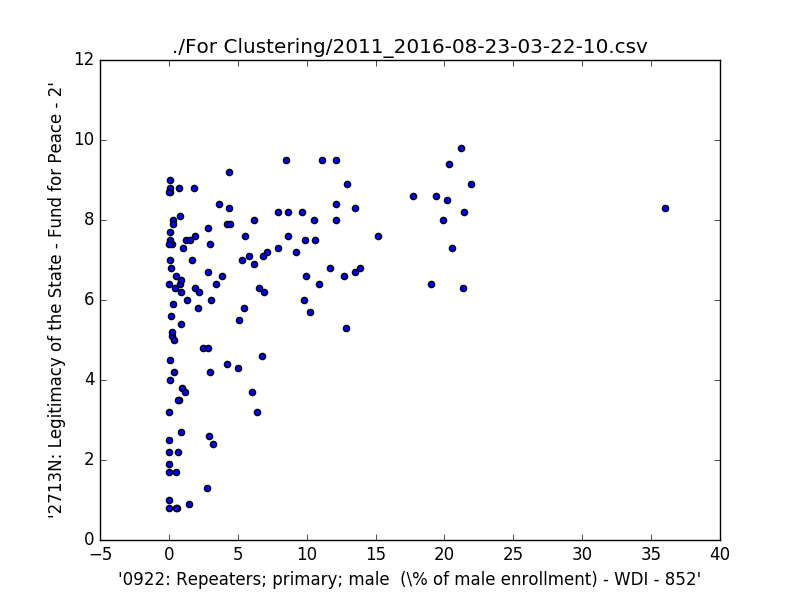 ./For Clustering/2011_2016-08-23-03-22-10.csv
12
10
8
6
4
2
0
'2713N: Legitimacy of the State - Fund for Peace - 2'
−5 0 5 10 15 20 25 30 35 40
'0922: Repeaters; primary; male  (\% of male enrollment) - WDI - 852'